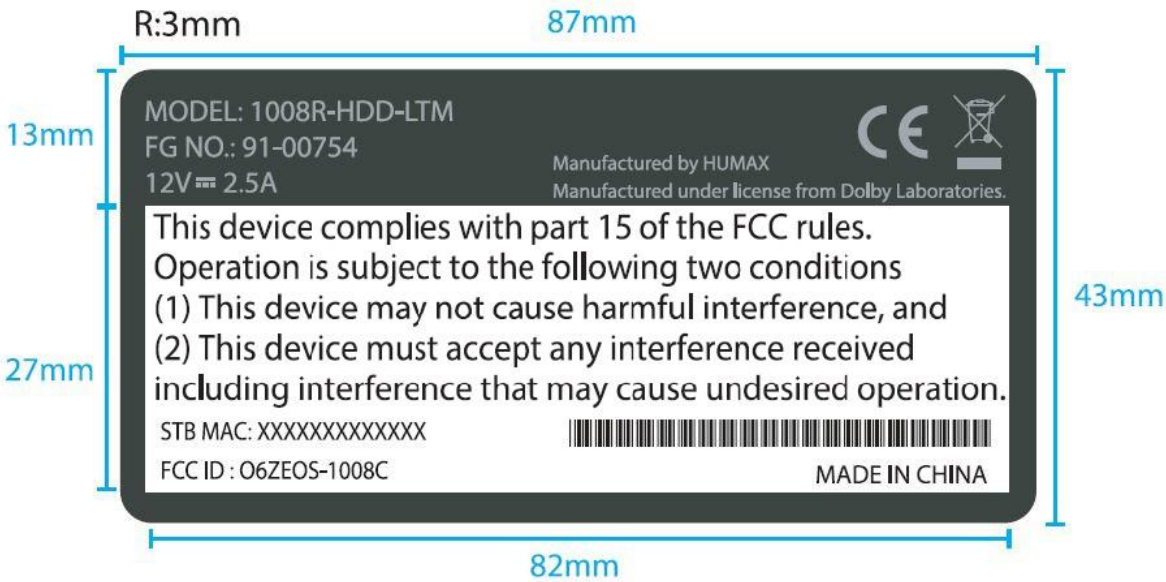 R:3mm
87mm
13mm
MODEL: 1008R-HDD-LTM
FG NO.: 91-00754
12V⎓ 2.5A
CE
Manufactured by HUMAX
Manufactured under license from Dolby Laboratories.
This device complies with part 15 of the FCC rules.
Operation is subject to the following two conditions
(1) This device may not cause harmful interference, and
(2) This device must accept any interference received
including interference that may cause undesired operation.
43mm
27mm
STB MAC: XXXXXXXXXXXXX
FCC ID : O6ZEOS-1008C
MADE IN CHINA
82mm